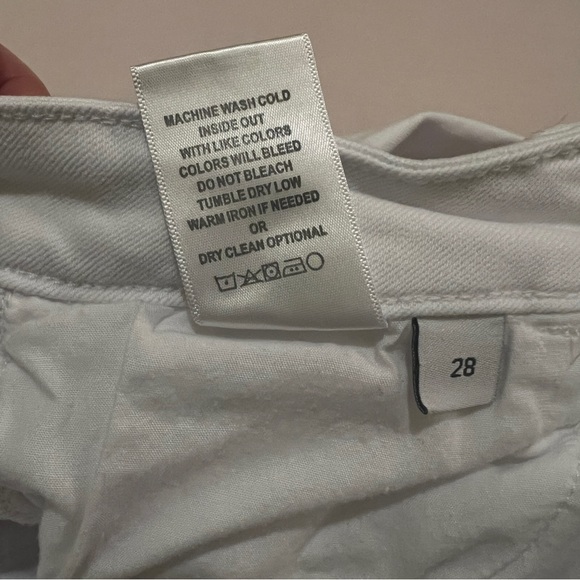 MACHINE WASH COLD
INSIDE OUT
WITH LIKE COLORS
COLORS WILL BLEED
DO NOT BLEACH
TUMBLE DRY LOW
WARM IRON IF NEEDED
OR
DRY CLEAN OPTIONAL
28